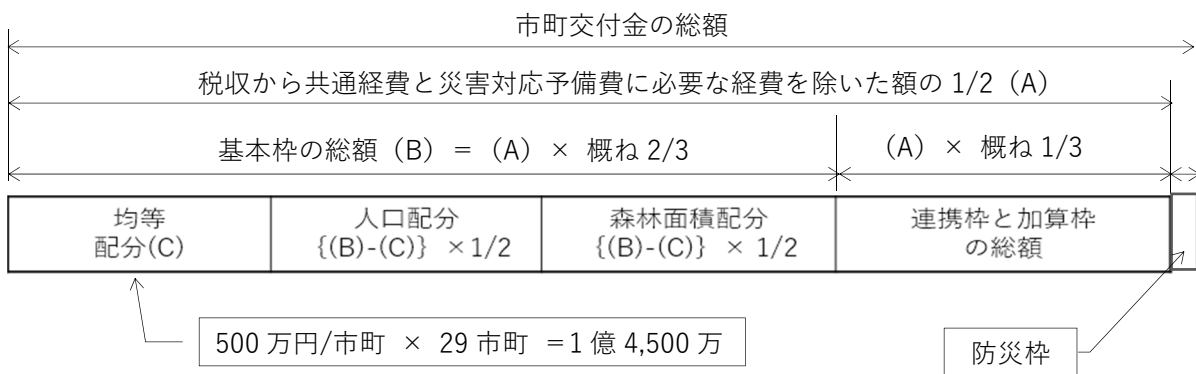 市町交付金の総額
税収から共通経費と災害対応予備費に必要な経費を除いた額の 1/2（A）
基本枠の総額（B）＝（A）× 概ね 2/3
（A）× 概ね 1/3
均等
配分(C)
人口配分
{(B)-(C)} ×1/2
森林面積配分
{(B)-(C)} × 1/2
連携枠と加算枠
の総額
500 万円/市町 × 29 市町 ＝1 億 4,500 万
防災枠